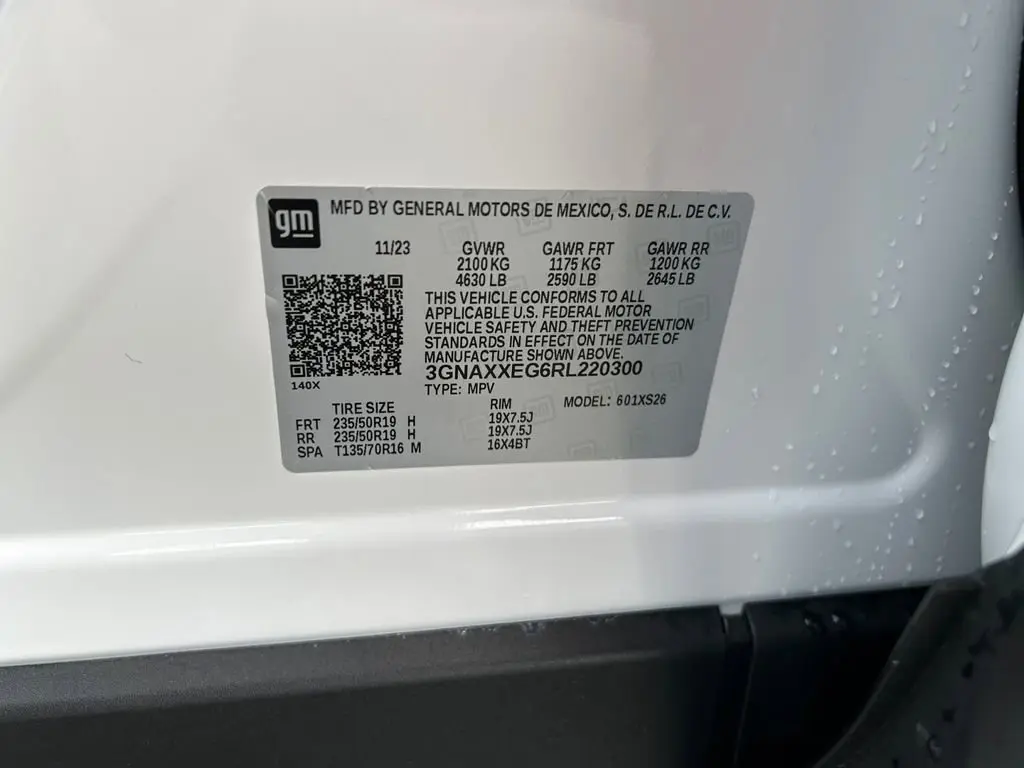 gm MFD BY GENERAL MOTORS DE MEXICO, S. DE R.L. DE C.V.
11/23 GVWR GAWR FRT GAWR RR
2100 KG 1175 KG 1200 KG
4630 LB 2590 LB 2645 LB
THIS VEHICLE CONFORMS TO ALL
APPLICABLE U.S. FEDERAL MOTOR
VEHICLE SAFETY AND THEFT PREVENTION
STANDARDS IN EFFECT ON THE DATE OF
MANUFACTURE SHOWN ABOVE.
3GNAXXEG6RL220300
140X
TYPE: MPV MODEL: 601XS26
TIRE SIZE RIM
FRT 235/50R19 H 19X7.5J
RR 235/50R19 H 19X7.5J
SPA T135/70R16 M 16X4BT